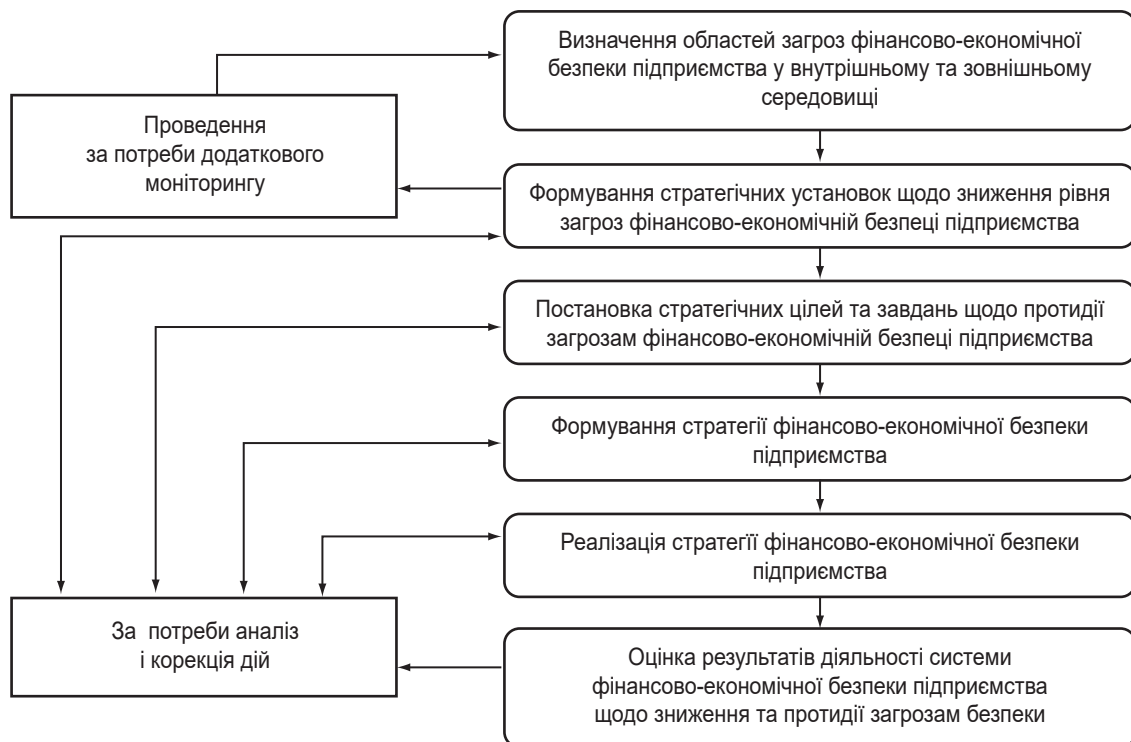 Визначення областей загроз фінансово-економічної
безпеки підприємства у внутрішньому та зовнішньому
середовищі
Проведення
за потреби додаткового
моніторингу
Формування стратегічних установок щодо зниження рівня
загроз фінансово-економічній безпеці підприємства
Постановка стратегічних цілей та завдань щодо протидії
загрозам фінансово-економічній безпеці підприємства
Формування стратегії фінансово-економічної безпеки
підприємства
Реалізація стратегії фінансово-економічної безпеки
підприємства
За потреби аналіз
і корекція дій
Оцінка результатів діяльності системи
фінансово-економічної безпеки підприємства
щодо зниження та протидії загрозам безпеки